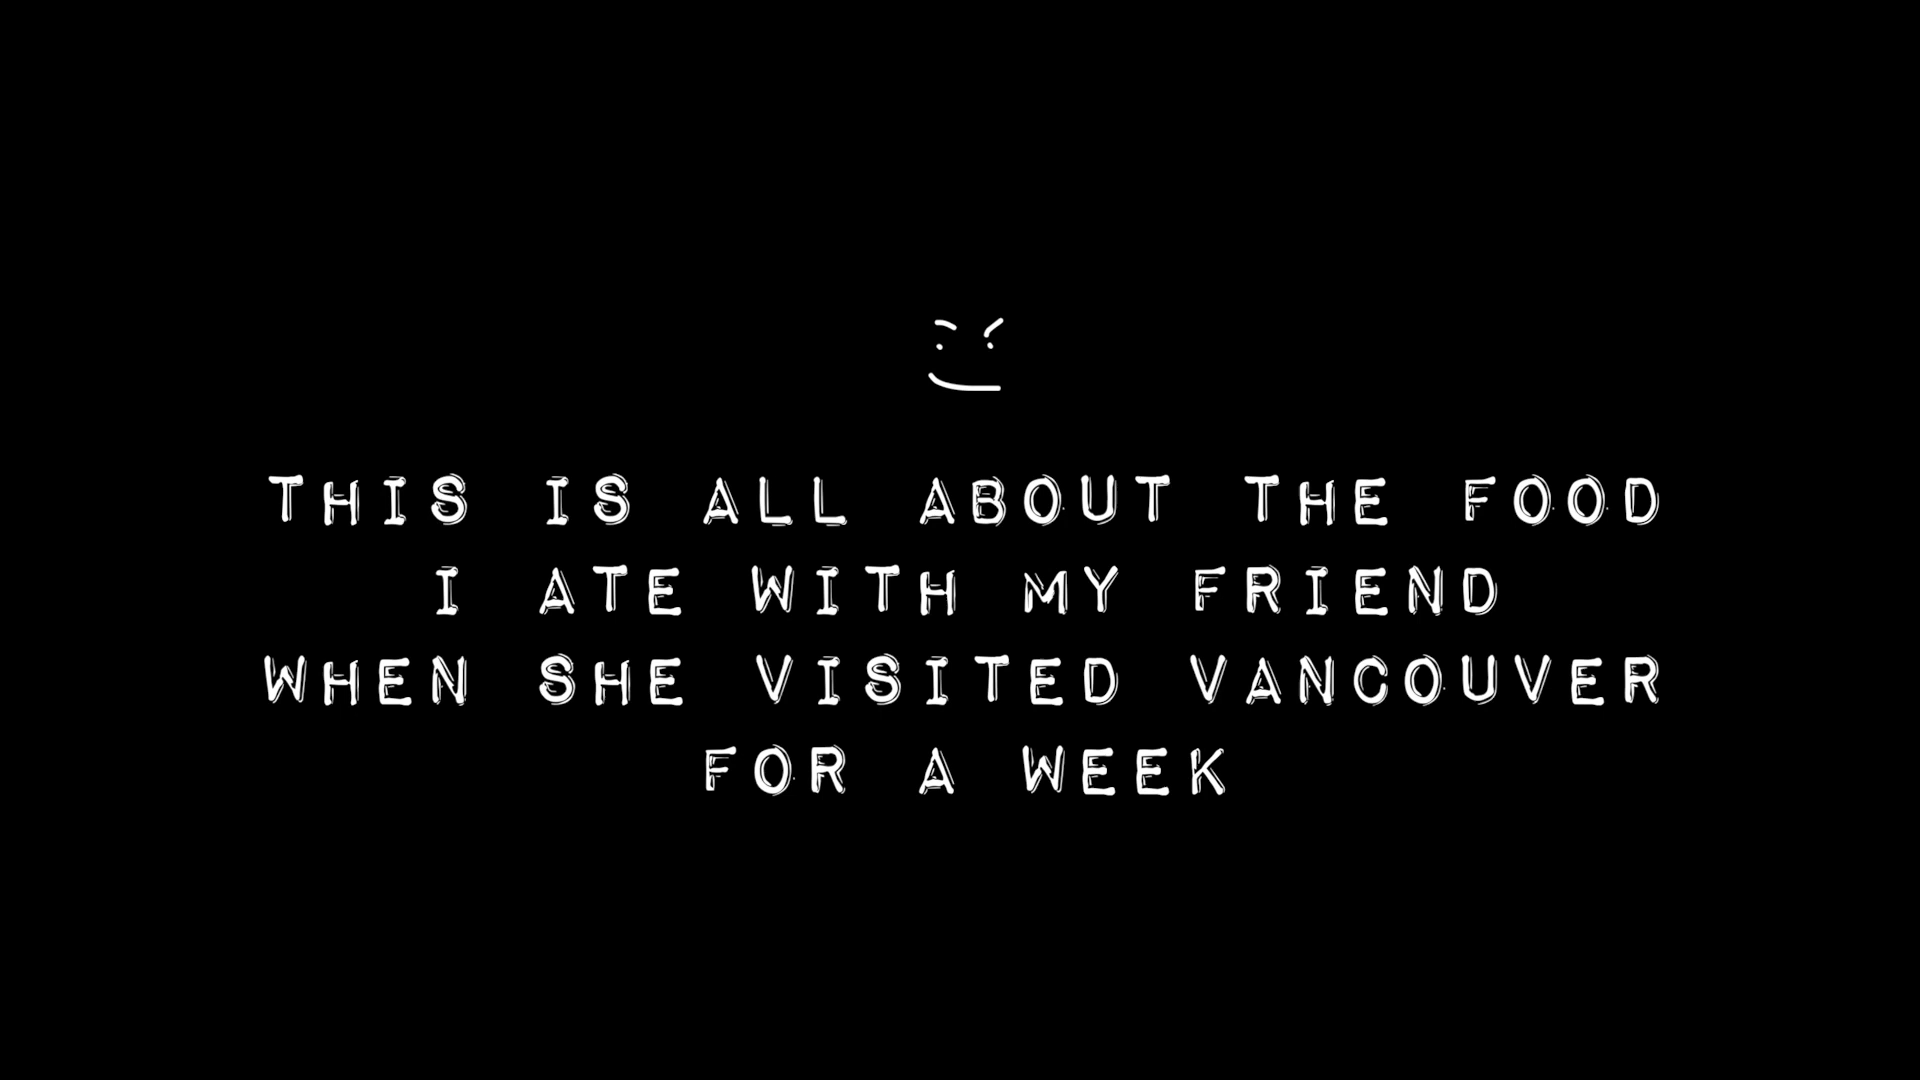 THIS IS ALL ABOUT THE FOOD
I ATE WITH MY FRIEND
WHEN SHE VISITED VANCOUVER
FOR A WEEK